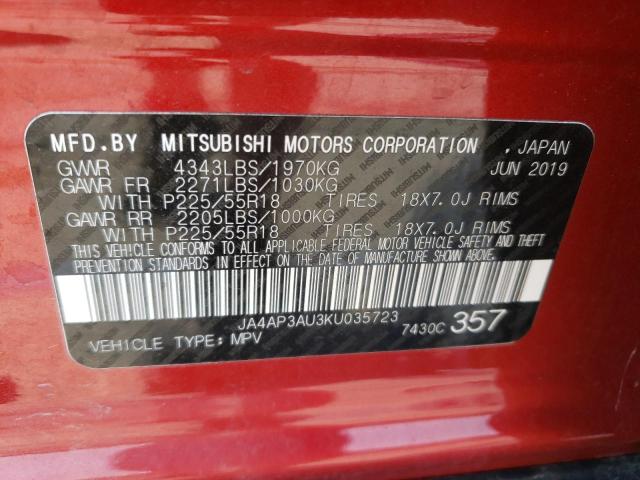 MFD.BY MITSUBISHI MOTORS CORPORATION . JAPAN
GVWR 4343LBS/1970KG JUN 2019
GAWR FR 2271LBS/1030KG
WITH P225/55R18 TIRES. 18X7.0J RIMS
GAWR RR 2205LBS/1000KG
WITH P225/55R18 TIRES. 18X7.0J RIMS
THIS VEHICLE CONFORMS TO ALL APPLICABLE FEDERAL MOTOR VEHICLE SAFETY AND THEFT
PREVENTION STANDARDS IN EFFECT ON THE DATE OF MANUFACTURE SHOWN ABOVE.
JA4AP3AU3KU035723
VEHICLE TYPE: MPV 7430C 357